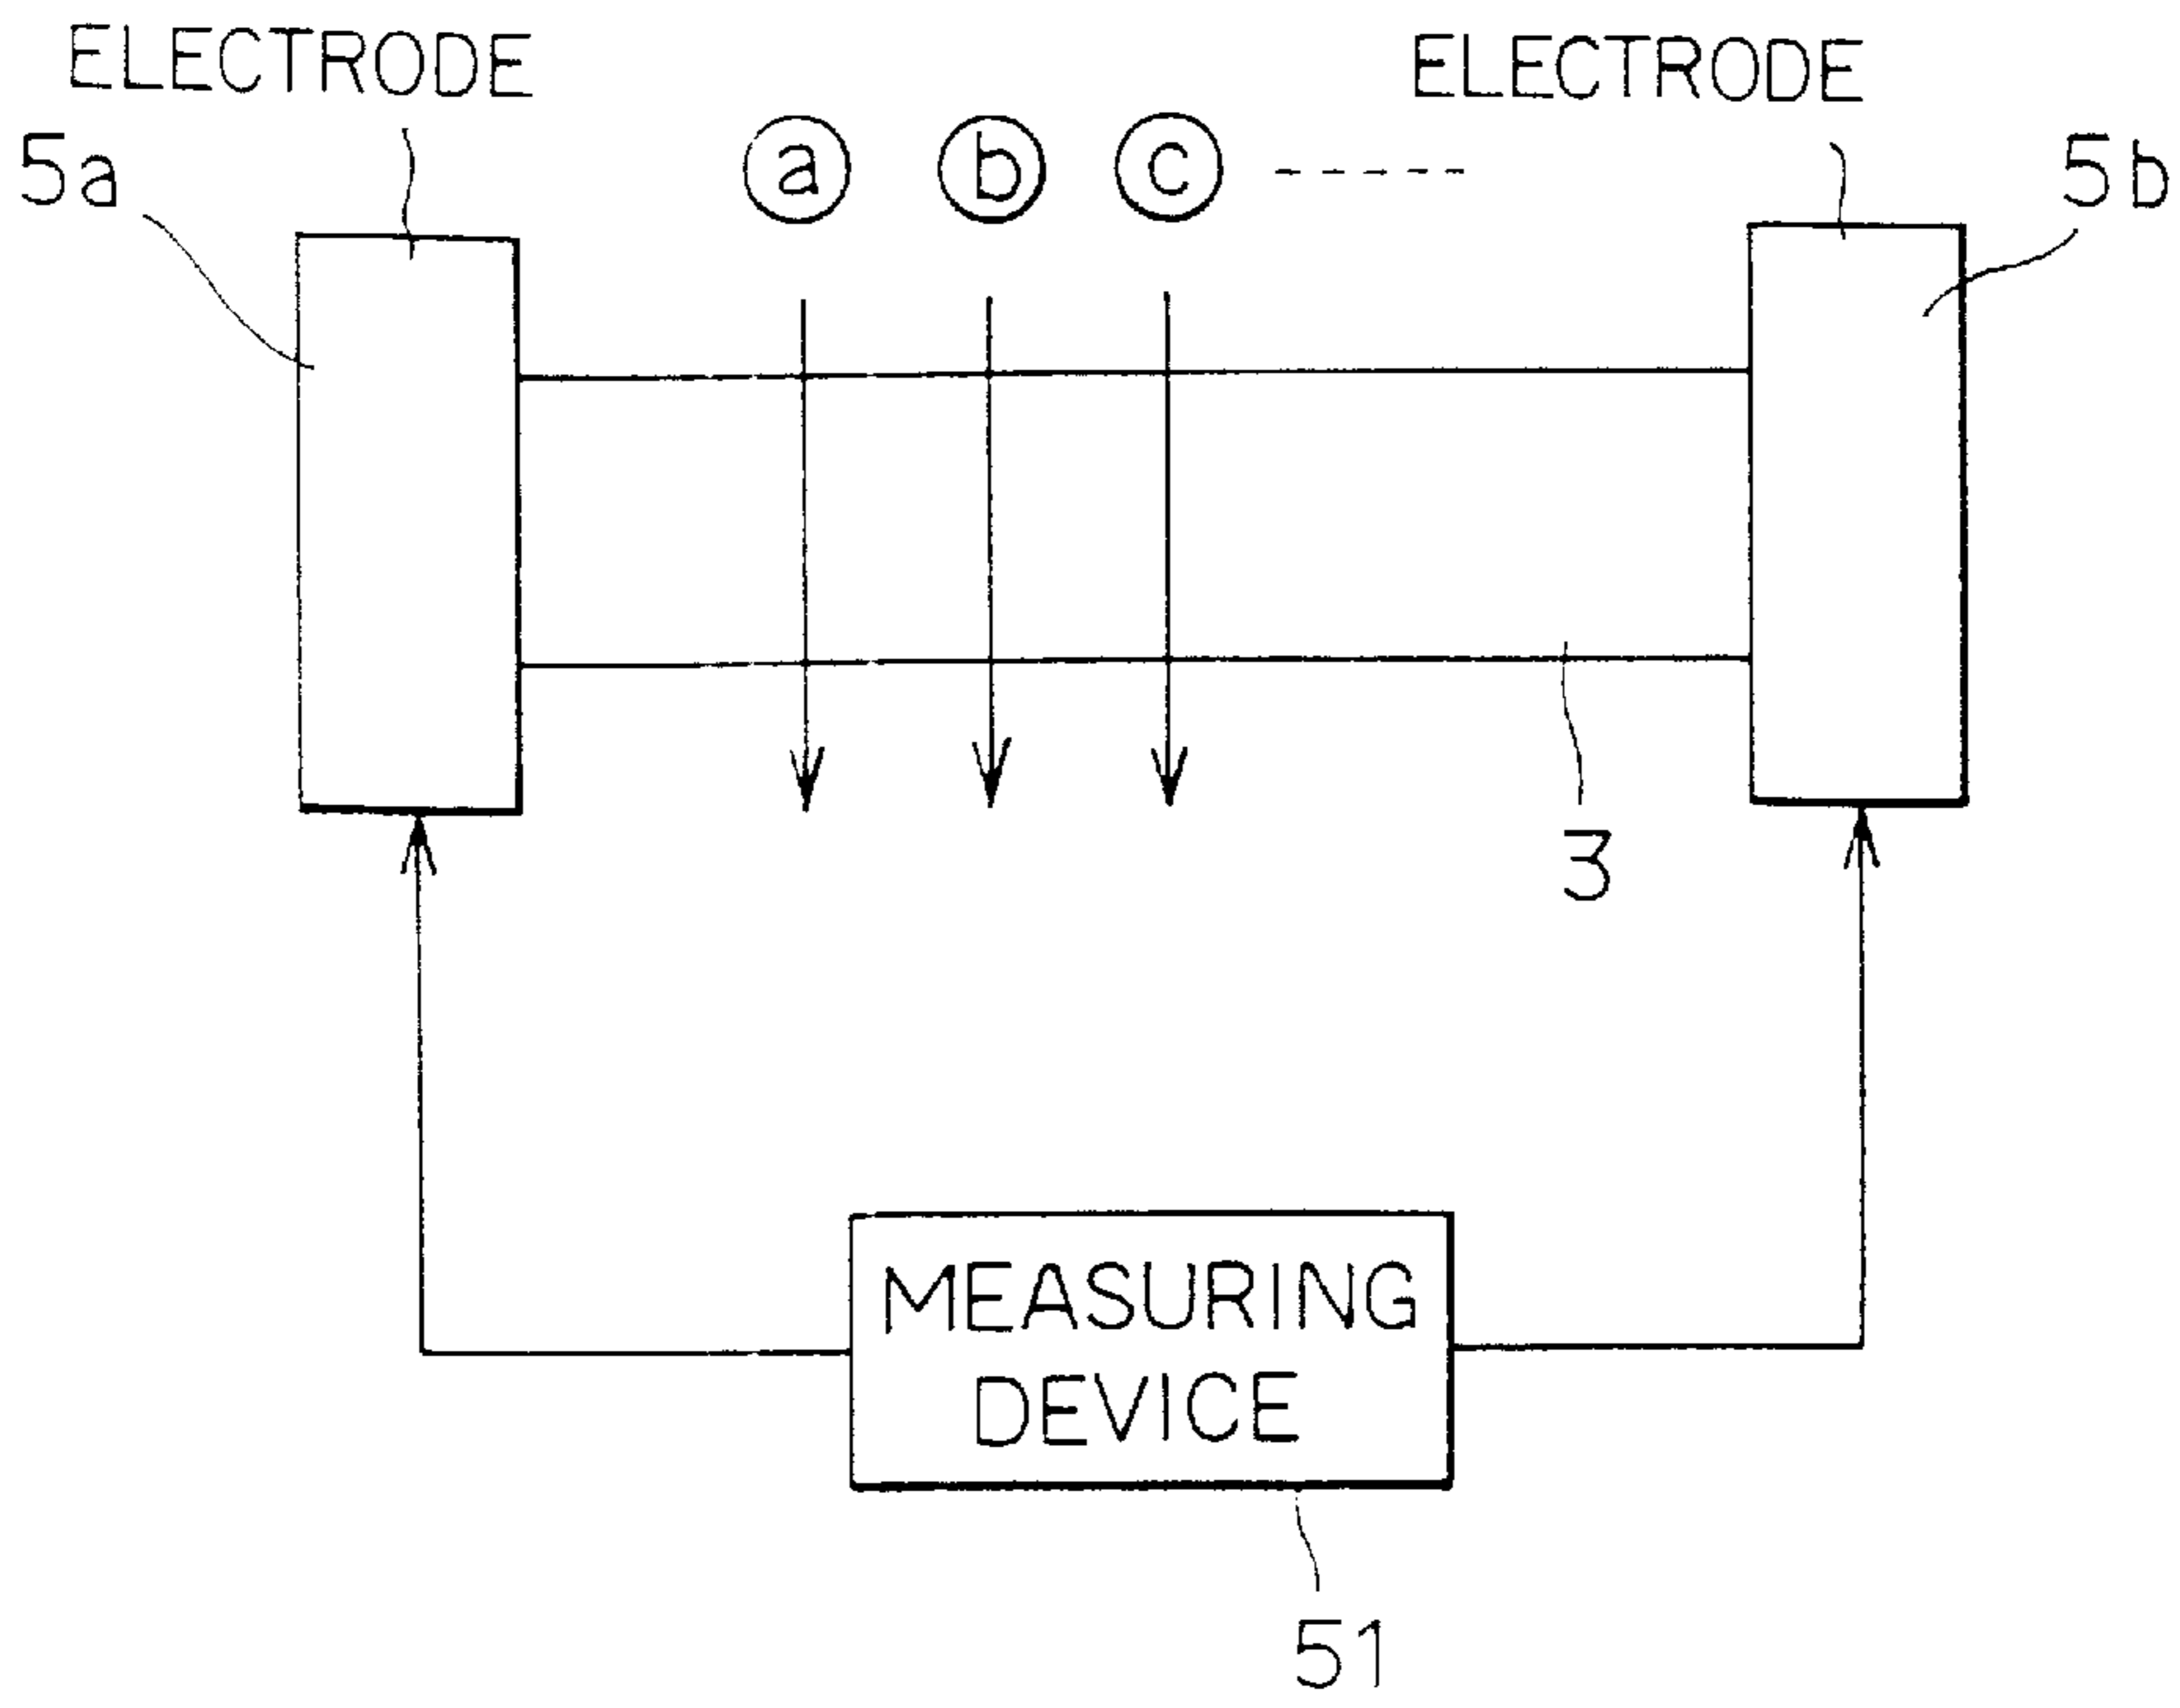 ELECTRODE
ELECTRODE
5a
ⓐ ⓑ ⓒ -----
5b
3
MEASURING
DEVICE
51